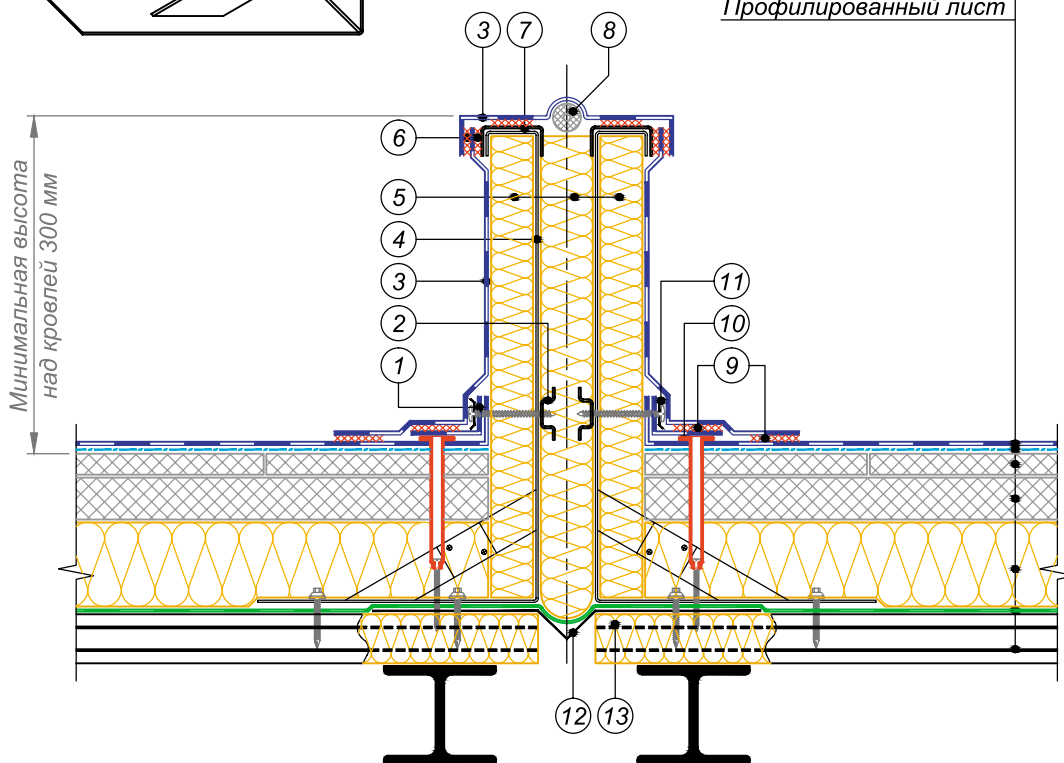 Профилированный лист
3 7 8
6
5
4
3
2
1
11
10
9
12 13
Минимальная высота
над кровлей 300 мм